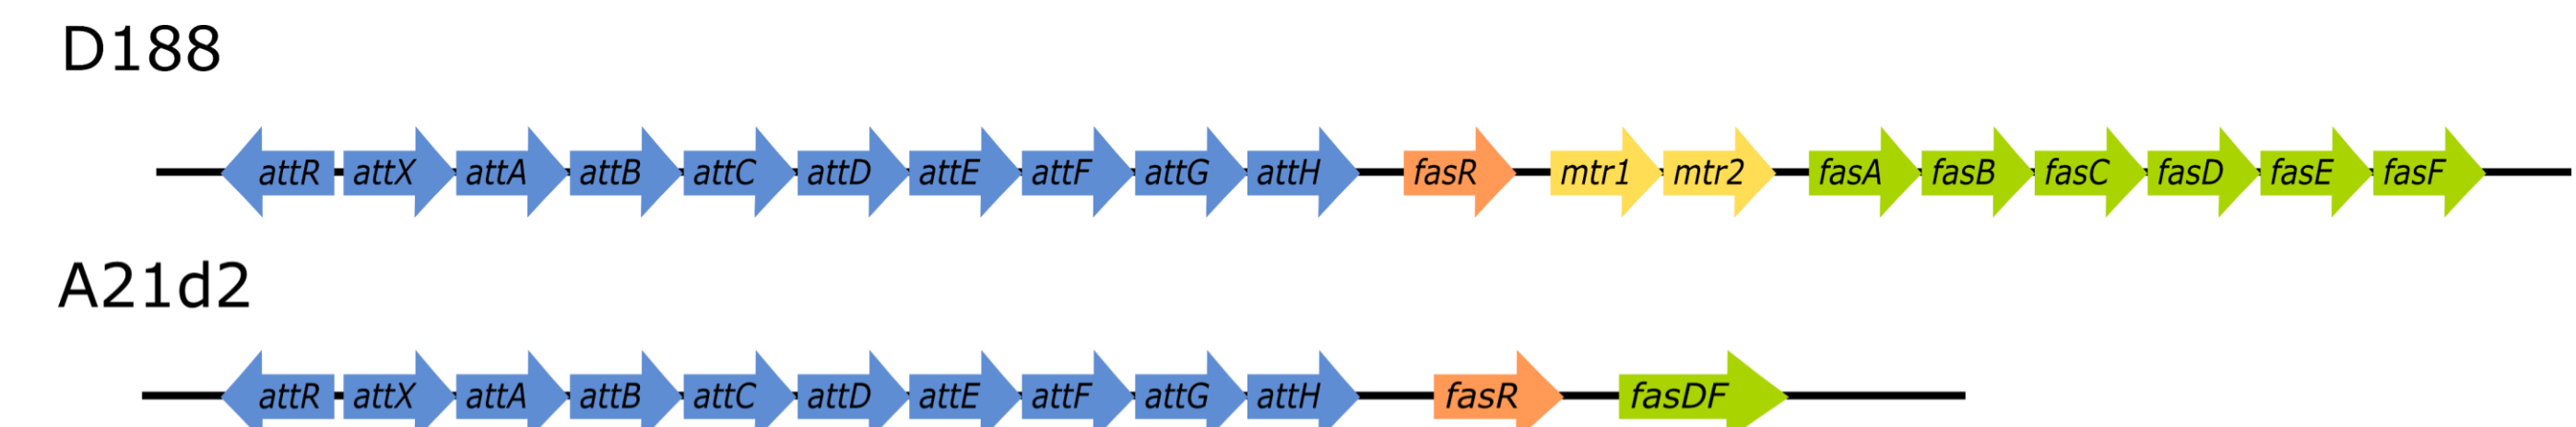 D188
attR attX attA attB attC attD attE attF attG attH fasR mtr1 mtr2 fasA fasB fasC fasD fasE fasF
A21d2
attR attX attA attB attC attD attE attF attG attH fasR fasDF